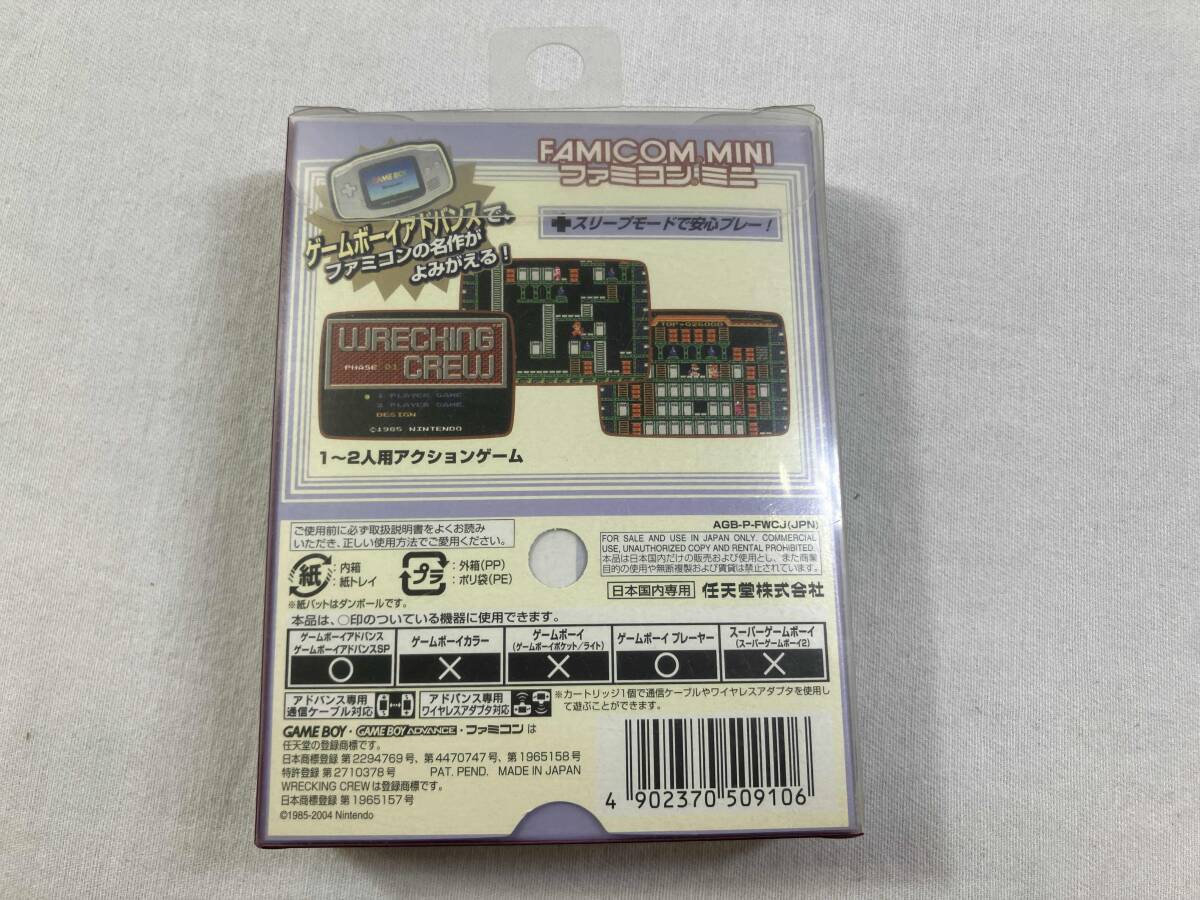 FAMICOM MINI
ファミコン ミニ
GAME BOY
ゲームボーイアドバンスで、
ファミコンの名作が
よみがえる!
スリープモードで安心プレー!
TOP-026000
WRECKING
CREW
PHASE 01
1 PLAYER GAME
2 PLAYER GAME
DESIGN
©1985 NINTENDO
1〜2人用アクションゲーム
AGB-P-FWCJ(JPN)
ご使用前に必ず取扱説明書をよくお読み
いただき、正しい使用方法でご愛用ください。
FOR SALE AND USE IN JAPAN ONLY. COMMERCIAL
USE, UNAUTHORIZED COPY AND RENTAL PROHIBITED.
本品は日本国内だけの販売および使用とし、また商業
目的の使用や無断複製および賃貸は禁止されています。
紙 :内箱
:紙トレイ
プラ :外箱(PP)
:ポリ袋(PE)
日本国内専用 任天堂株式会社
※紙パットはダンボールです。
本品は、○印のついている機器に使用できます。
ゲームボーイアドバンス
ゲームボーイアドバンスSP
○
ゲームボーイカラー
×
ゲームボーイ
(ゲームボーイポケット/ライト)
×
ゲームボーイ プレーヤー
○
スーパーゲームボーイ
(スーパーゲームボーイ2)
×
アドバンス専用
通信ケーブル対応
アドバンス専用
ワイヤレスアダプタ対応
※カートリッジ1個で通信ケーブルやワイヤレスアダプタを使用し
て遊ぶことができます。
GAME BOY・GAME BOY ADVANCE・ファミコンは
任天堂の登録商標です。
日本商標登録 第2294769号、第4470747号、第1965158号
特許登録 第2710378号 PAT. PEND. MADE IN JAPAN
WRECKING CREWは登録商標です。
日本商標登録 第1965157号
©1985-2004 Nintendo
4 902370 509106